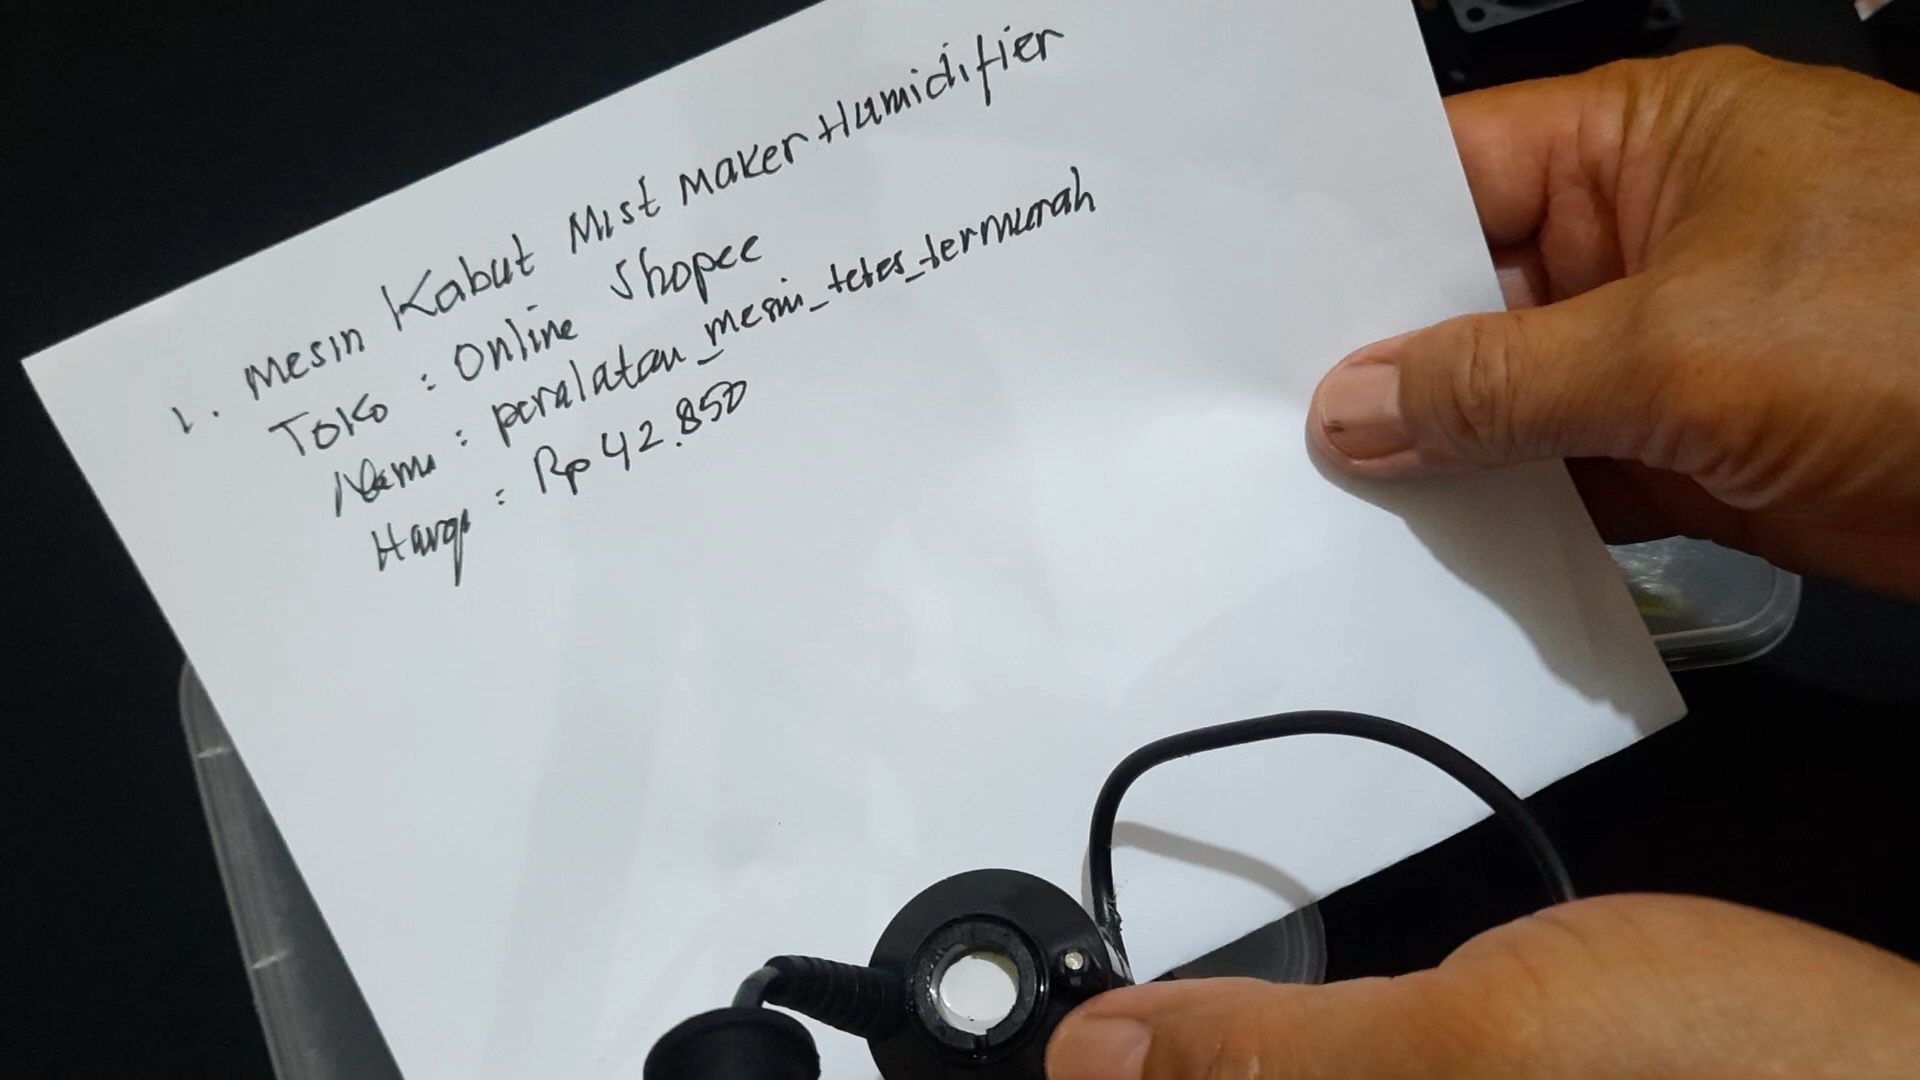 1. Mesin Kabut Mist Maker Humidifier
Toko : Online Shopee
Nama : peralatan_mesin_tetes_termurah
Harga : Rp 42.850